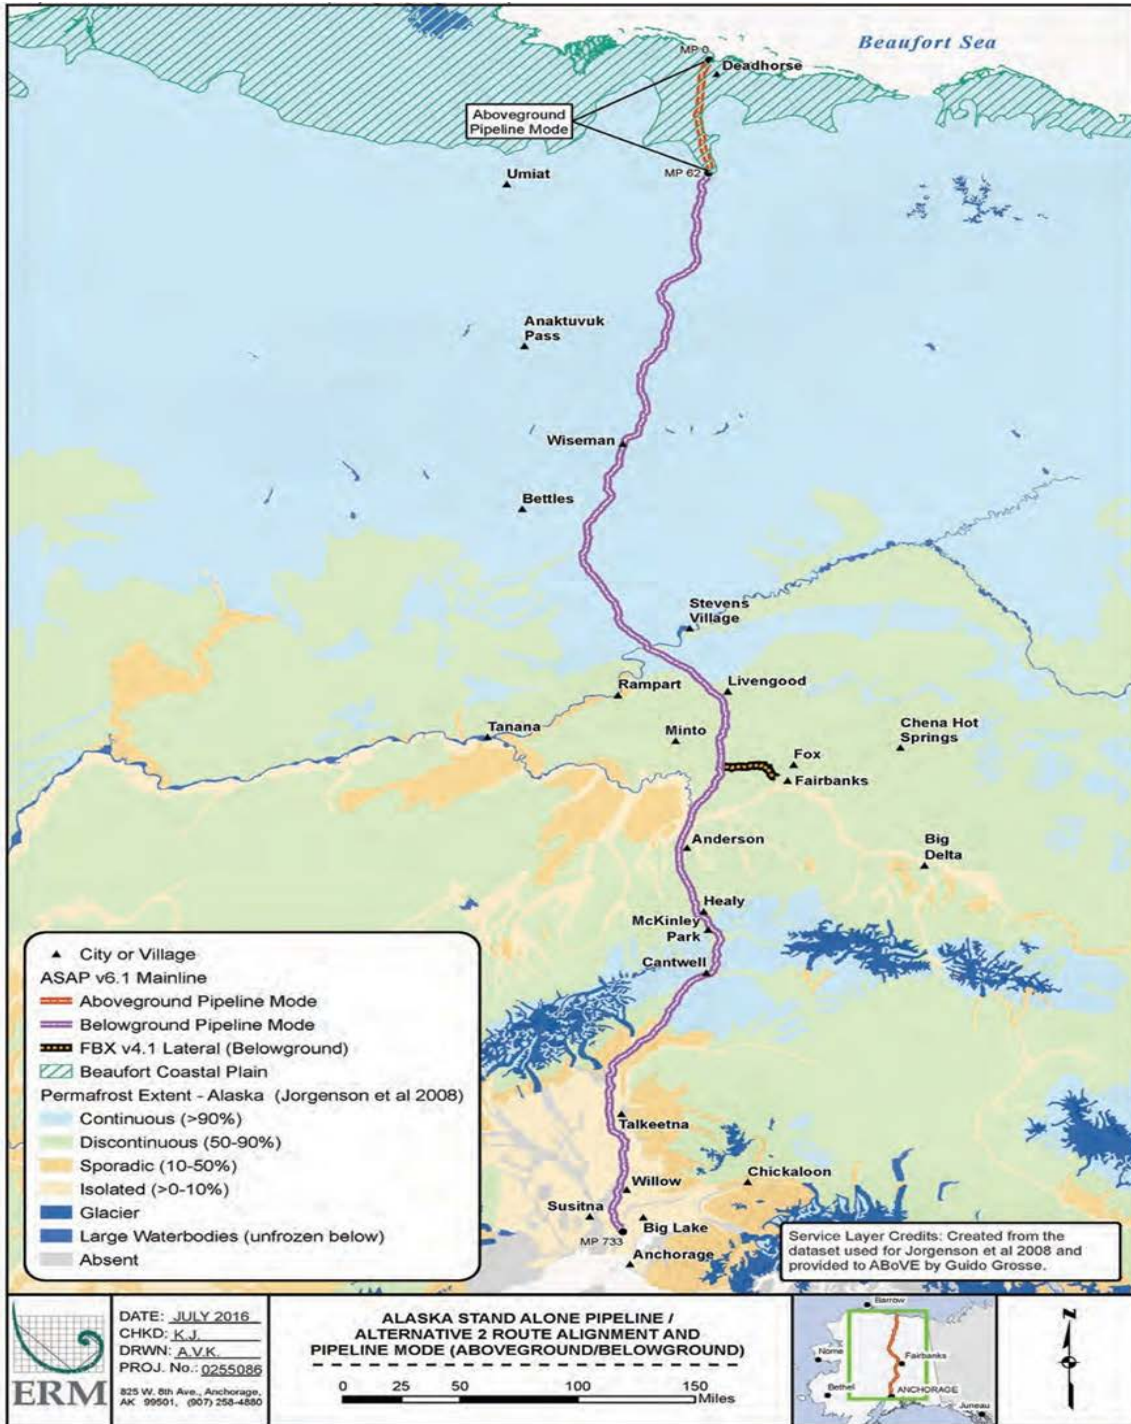 Beaufort Sea
MP 0
Deadhorse
Aboveground
Pipeline Mode
MP 62
Umiat
Anaktuvuk
Pass
Wiseman
Bettles
Stevens
Village
Rampart
Livengood
Tanana
Minto
Chena Hot
Springs
Fox
Fairbanks
Anderson
Big
Delta
Healy
McKinley
Park
Cantwell
Talkeetna
Willow
Chickaloon
Susitna
Big Lake
MP 733
Anchorage
City or Village
ASAP v6.1 Mainline
Aboveground Pipeline Mode
Belowground Pipeline Mode
FBX v4.1 Lateral (Belowground)
Beaufort Coastal Plain
Permafrost Extent - Alaska (Jorgenson et al 2008)
Continuous (>90%)
Discontinuous (50-90%)
Sporadic (10-50%)
Isolated (>0-10%)
Glacier
Large Waterbodies (unfrozen below)
Absent
Service Layer Credits: Created from the
dataset used for Jorgenson et al 2008 and
provided to ABoVE by Guido Grosse.
ERM
DATE: JULY 2016
CHKD: K.J.
DRWN: A.V.K.
PROJ. No.: 0255086
825 W. 8th Ave., Anchorage,
AK 99501, (907) 258-4880
ALASKA STAND ALONE PIPELINE /
ALTERNATIVE 2 ROUTE ALIGNMENT AND
PIPELINE MODE (ABOVEGROUND/BELOWGROUND)
0 25 50 100 150
Miles
Barrow
Nome
Fairbanks
Bethel
ANCHORAGE
Juneau
N